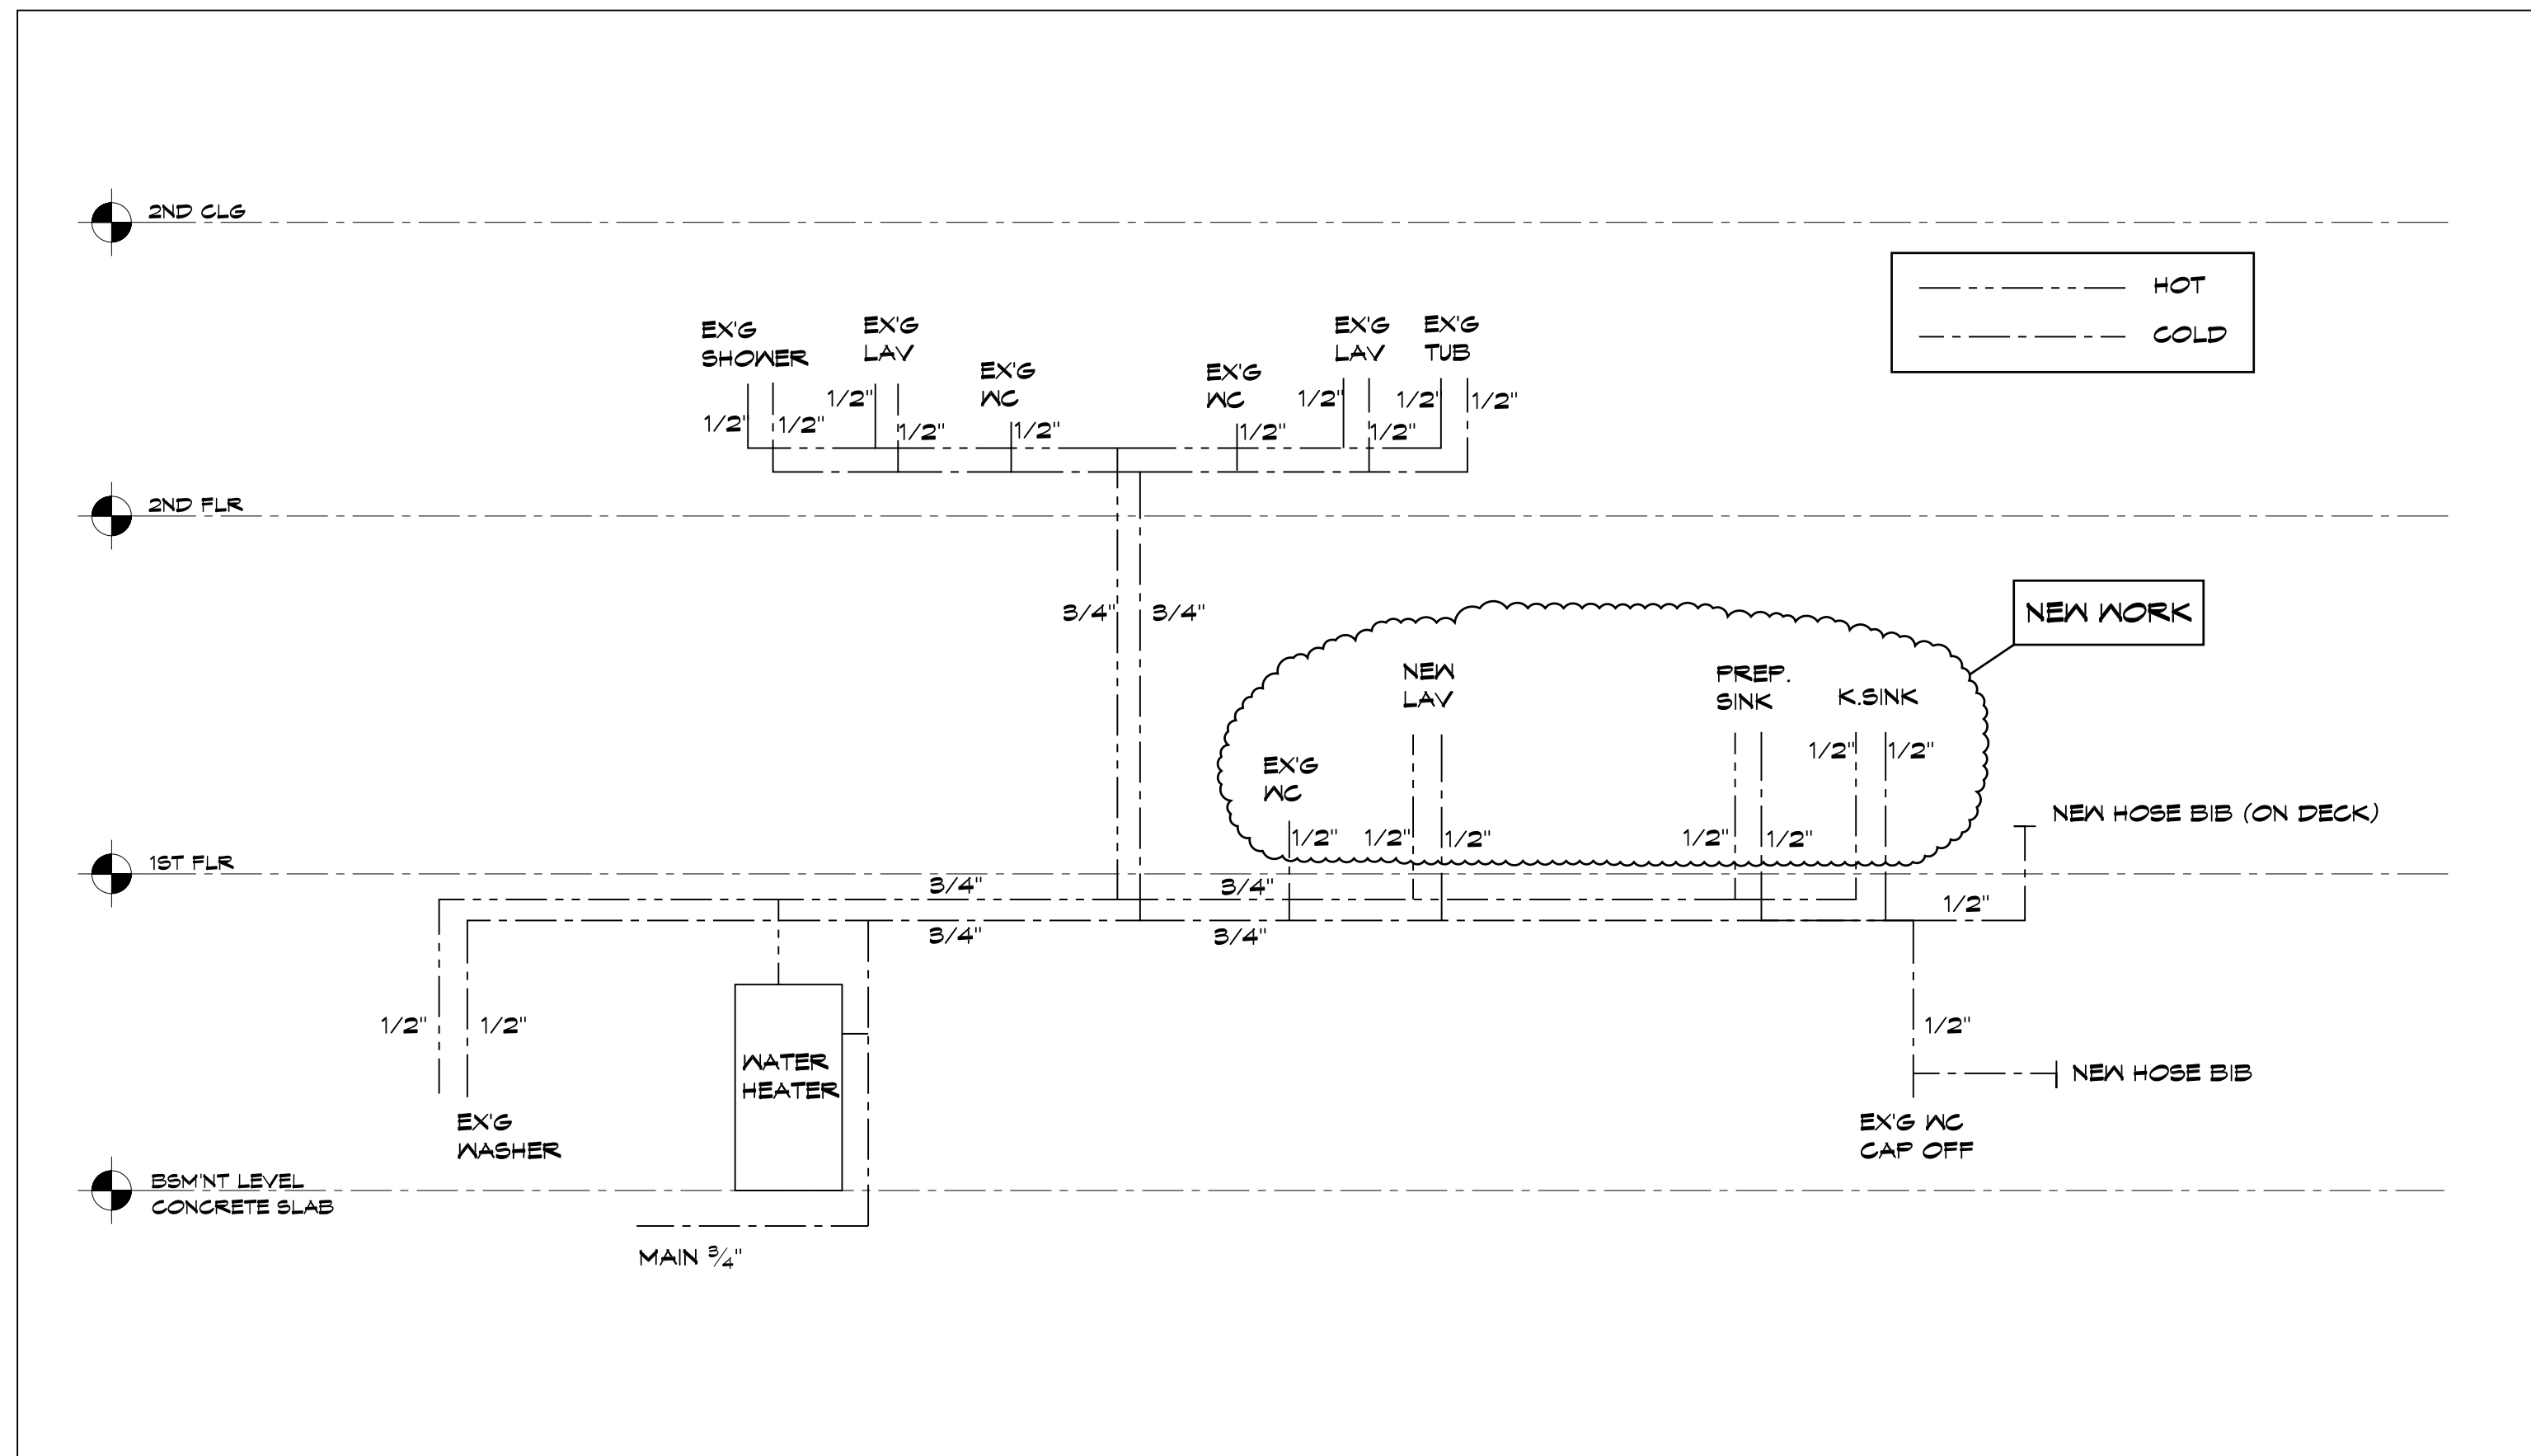 2ND CLG
HOT
COLD
EX'G
SHOWER
EX'G
LAV
EX'G
WC
EX'G
WC
EX'G
LAV
EX'G
TUB
1/2"
1/2"
1/2"
1/2"
1/2"
1/2"
1/2"
1/2"
1/2"
1/2"
2ND FLR
3/4"
3/4"
NEW WORK
NEW
LAV
PREP.
SINK
K.SINK
1/2"
1/2"
EX'G
WC
1/2"
1/2"
1/2"
1/2"
1/2"
NEW HOSE BIB (ON DECK)
1ST FLR
3/4"
3/4"
1/2"
3/4"
3/4"
1/2"
1/2"
1/2"
WATER
HEATER
NEW HOSE BIB
EX'G
WASHER
EX'G WC
CAP OFF
BSM'NT LEVEL
CONCRETE SLAB
MAIN 3/4"